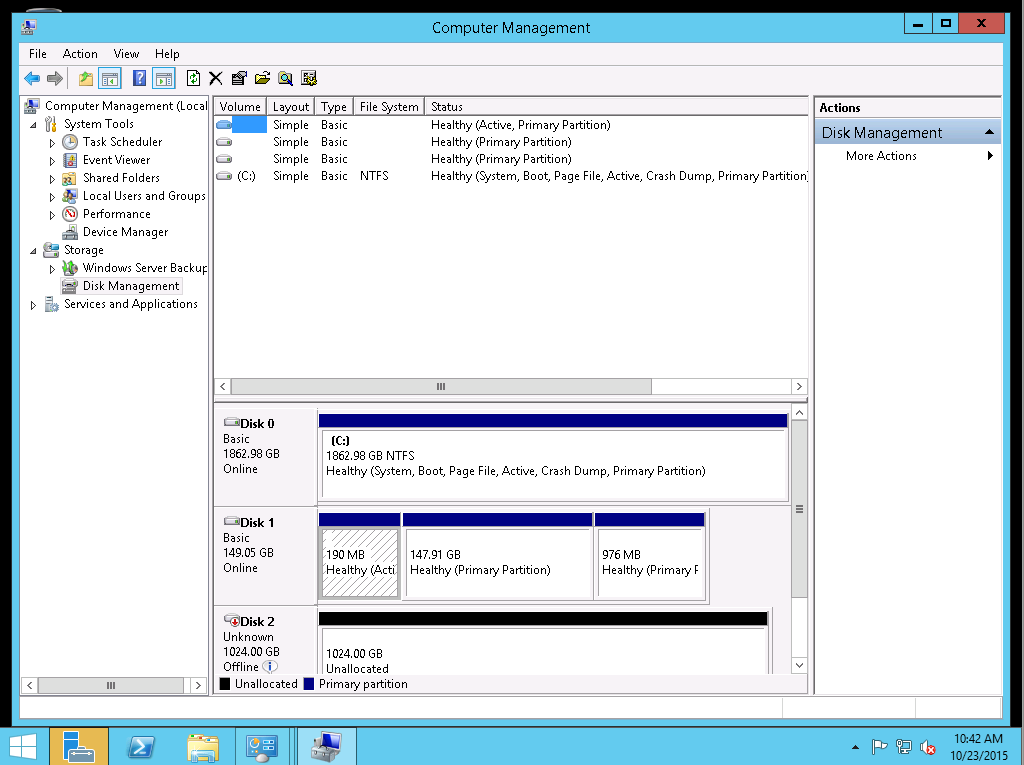 Computer Management
File Action View Help
Computer Management (Local
System Tools
Task Scheduler
Event Viewer
Shared Folders
Local Users and Groups
Performance
Device Manager
Storage
Windows Server Backup
Disk Management
Services and Applications
Volume Layout Type File System Status
Simple Basic Healthy (Active, Primary Partition)
Simple Basic Healthy (Primary Partition)
Simple Basic Healthy (Primary Partition)
(C:) Simple Basic NTFS Healthy (System, Boot, Page File, Active, Crash Dump, Primary Partition)
Disk 0
Basic
1862.98 GB
Online
(C:)
1862.98 GB NTFS
Healthy (System, Boot, Page File, Active, Crash Dump, Primary Partition)
Disk 1
Basic
149.05 GB
Online
190 MB
Healthy (Acti
147.91 GB
Healthy (Primary Partition)
976 MB
Healthy (Primary P
Disk 2
Unknown
1024.00 GB
Offline
1024.00 GB
Unallocated
Unallocated Primary partition
Actions
Disk Management
More Actions
10:42 AM
10/23/2015